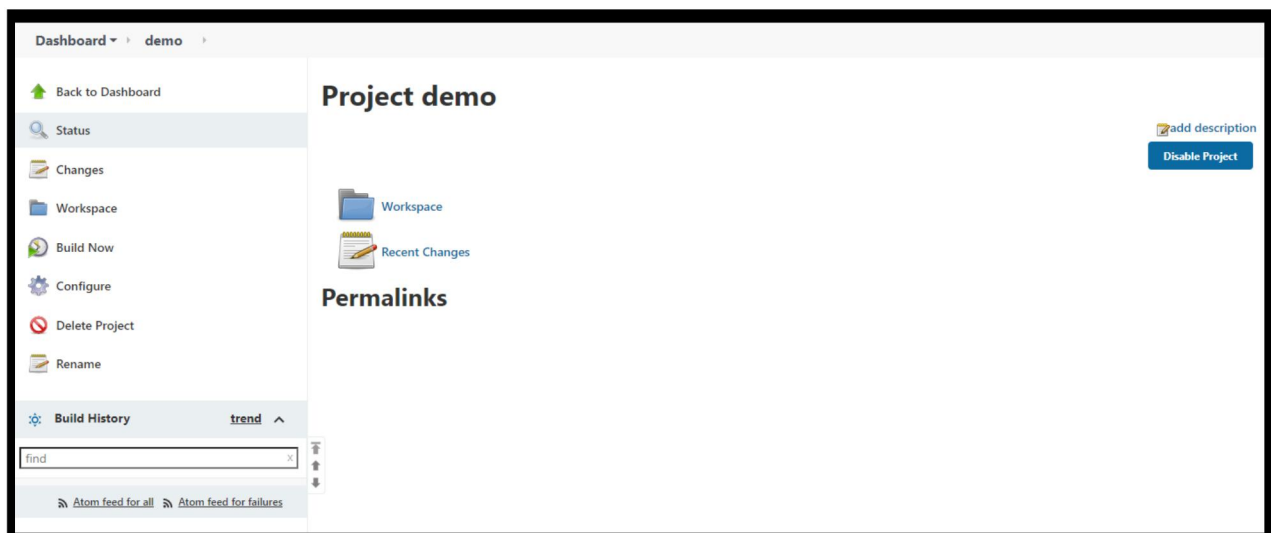 Dashboard demo
Back to Dashboard
Status
Changes
Workspace
Build Now
Configure
Delete Project
Rename
Build History trend
find X
Atom feed for all Atom feed for failures
Project demo
add description
Disable Project
Workspace
Recent Changes
Permalinks